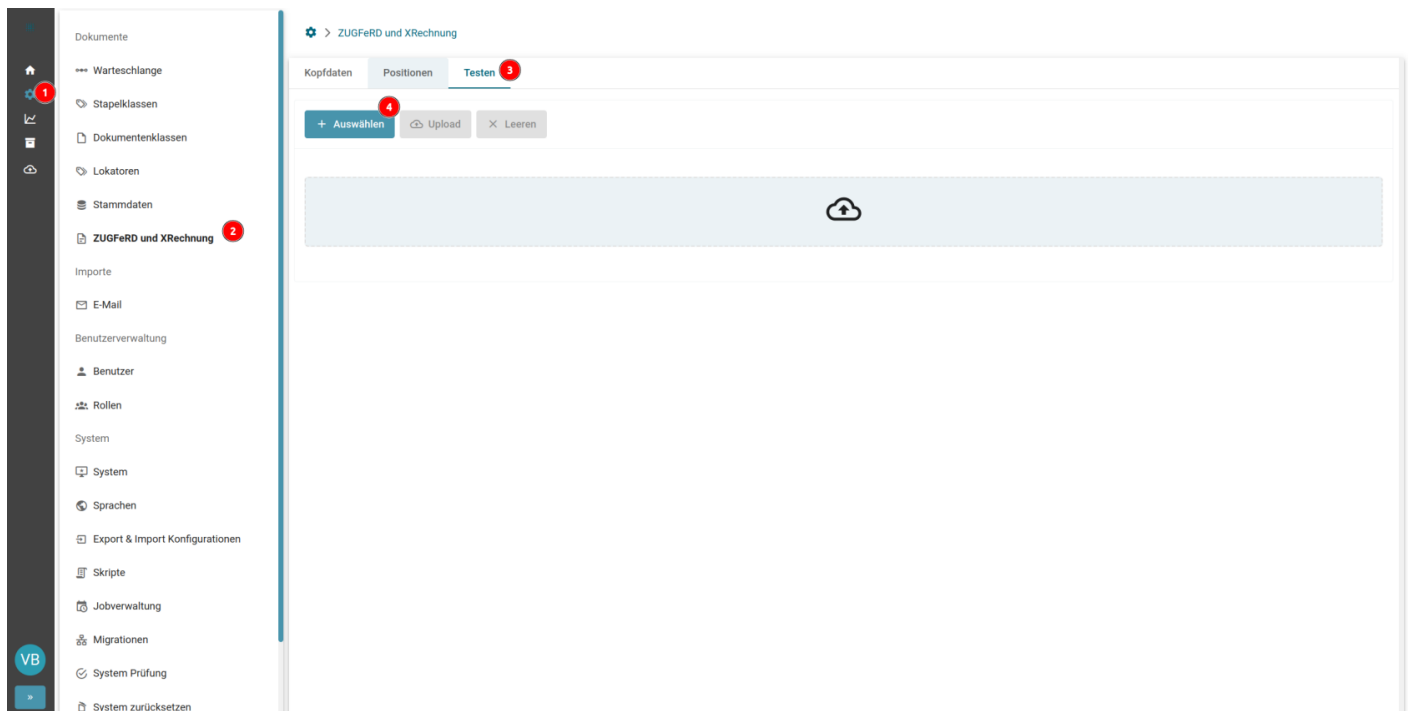 Dokumente
Warteschlange
Stapelklassen
Dokumentenklassen
Lokatoren
Stammdaten
ZUGFeRD und XRechnung 2
Importe
E-Mail
Benutzerverwaltung
Benutzer
Rollen
System
System
Sprachen
Export & Import Konfigurationen
Skripte
Jobverwaltung
Migrationen
System Prüfung
System zurücksetzen
1
VB
»
> ZUGFeRD und XRechnung
Kopfdaten Positionen Testen 3
4
+ Auswählen Upload × Leeren